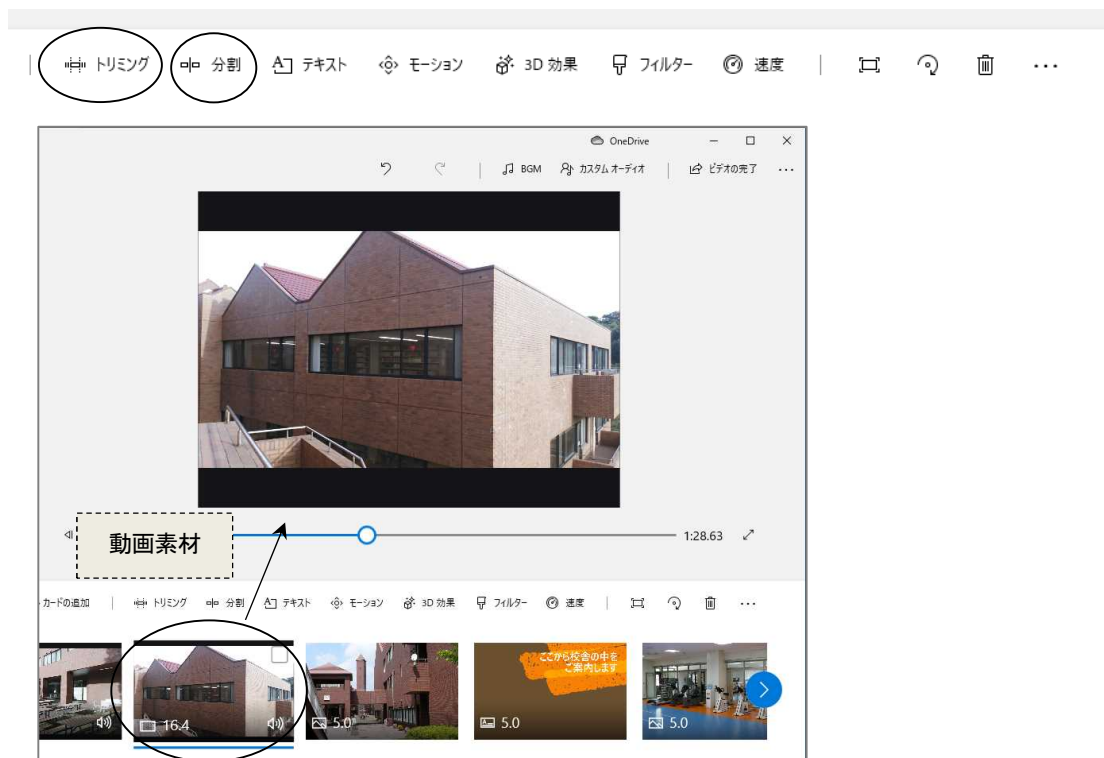 トリミング 分割 テキスト モーション 3D 効果 フィルター 速度 ...
OneDrive
BGM カスタム オーディオ ビデオの完了 ...
動画素材
1:28.63
カードの追加 トリミング 分割 テキスト モーション 3D 効果 フィルター 速度 ...
ここから校舎の中を
ご案内します
16.4
5.0
5.0
5.0